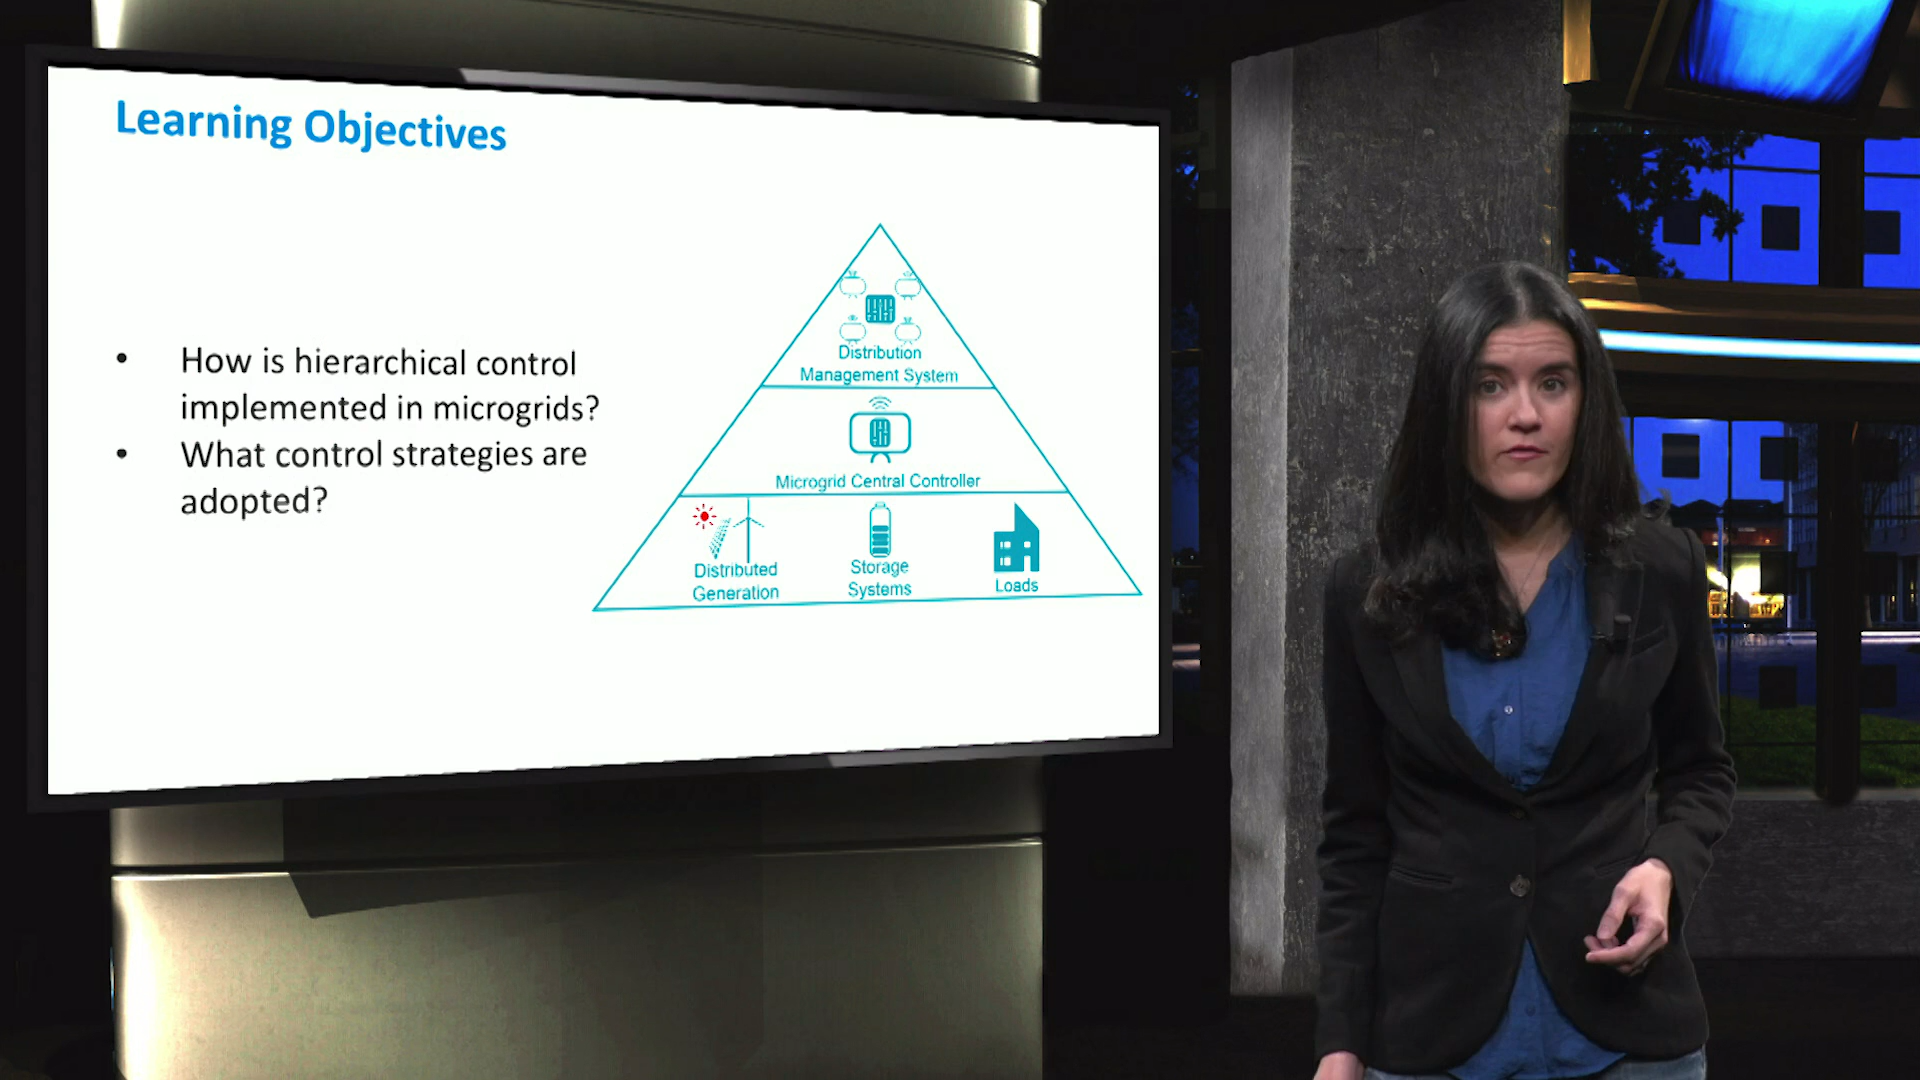 Learning Objectives
• How is hierarchical control
implemented in microgrids?
• What control strategies are
adopted?
Distribution
Management System
Microgrid Central Controller
Distributed
Generation
Storage
Systems
Loads